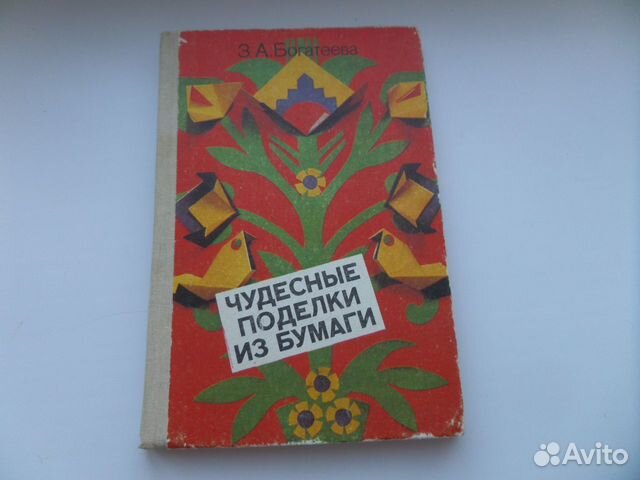 З. А. Богатеева
ЧУДЕСНЫЕ
ПОДЕЛКИ
ИЗ БУМАГИ
Avito